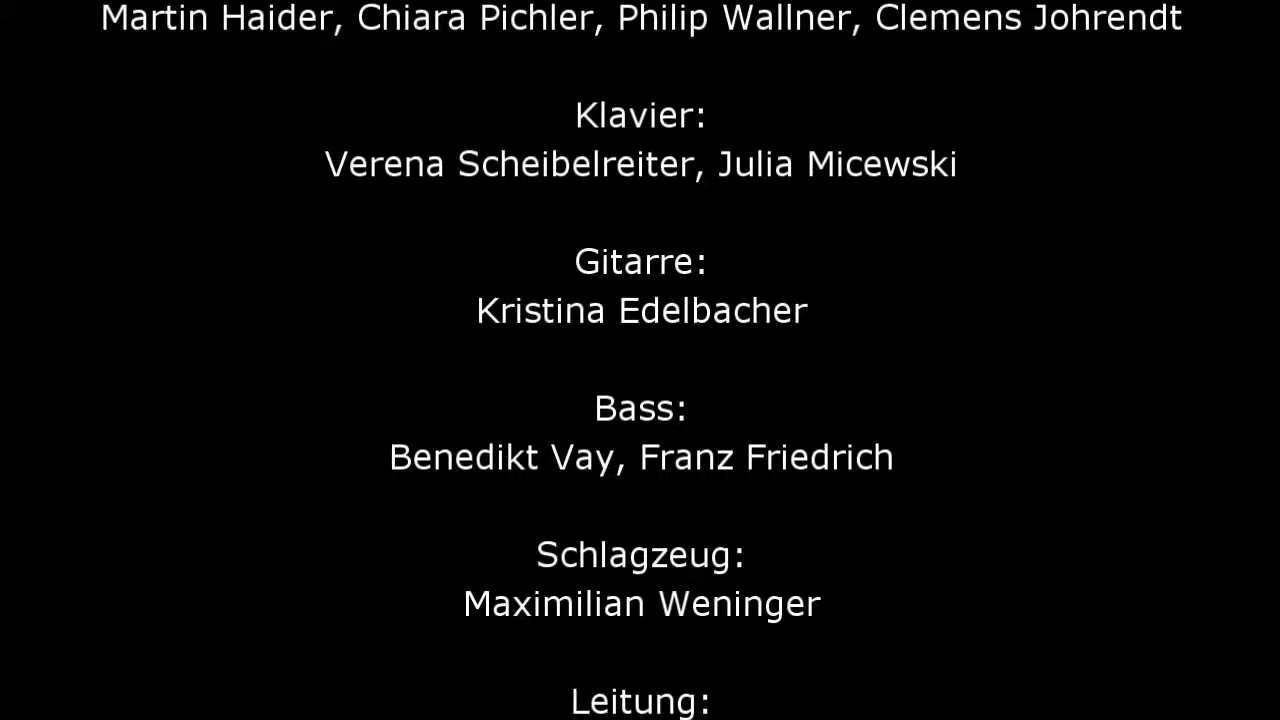 Martin Haider, Chiara Pichler, Philip Wallner, Clemens Johrendt
Klavier:
Verena Scheibelreiter, Julia Micewski
Gitarre:
Kristina Edelbacher
Bass:
Benedikt Vay, Franz Friedrich
Schlagzeug:
Maximilian Weninger
Leitung: